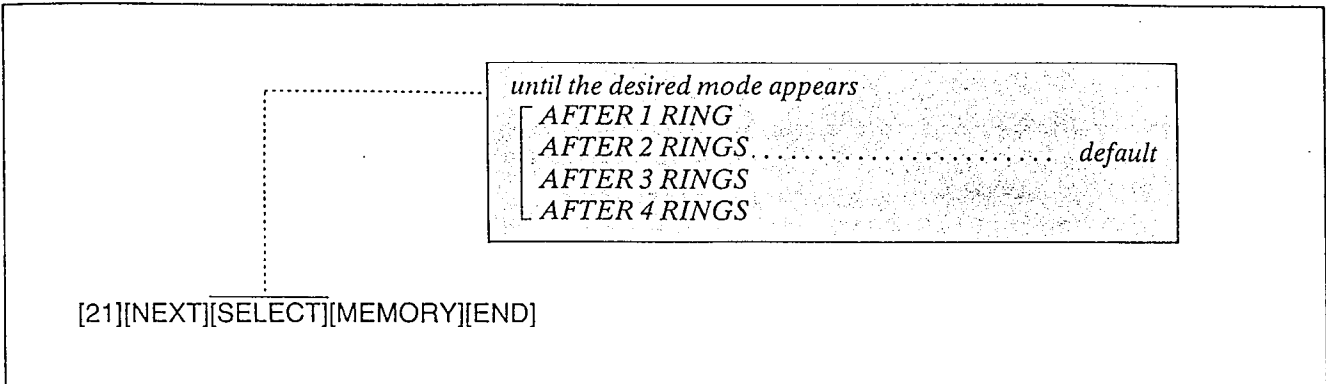 until the desired mode appears
AFTER 1 RING
AFTER 2 RINGS ........................ default
AFTER 3 RINGS
AFTER 4 RINGS
[21][NEXT][SELECT][MEMORY][END]